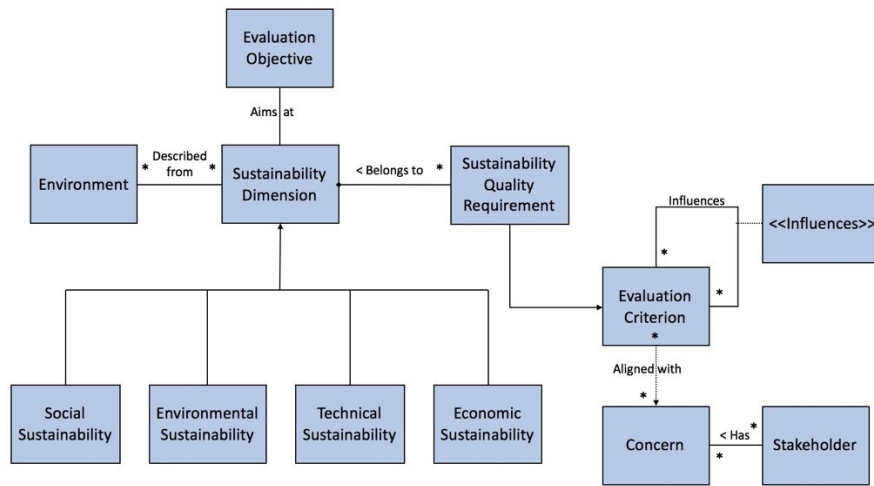 Evaluation
Objective
Aims at
Environment
* Described *
from
Sustainability
Dimension
< Belongs to *
Sustainability
Quality
Requirement
Influences
<<Influences>>
*
Evaluation
Criterion
*
*
Aligned with
*
Social
Sustainability
Environmental
Sustainability
Technical
Sustainability
Economic
Sustainability
Concern
< Has *
*
Stakeholder